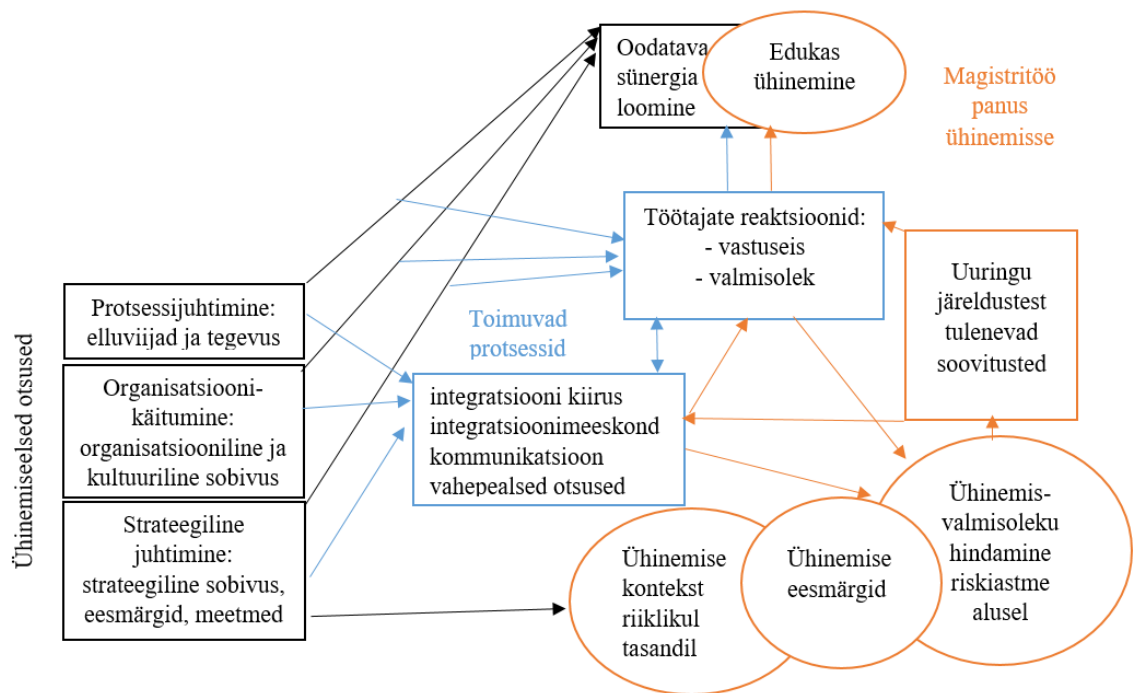 Oodatava
sünergia
loomine
Edukas
ühinemine
Magistritöö
panus
ühinemisse
Töötajate reaktsioonid:
- vastuseis
- valmisolek
Uuringu
järeldustest
tulenevad
soovitusted
Ühinemiseelsed otsused
Protsessijuhtimine:
elluviijad ja tegevus
Toimuvad
protsessid
Organisatsiooni-
käitumine:
organisatsiooniline ja
kultuuriline sobivus
integratsiooni kiirus
integratsioonimeeskond
kommunikatsioon
vahepealsed otsused
Strateegiline
juhtimine:
strateegiline sobivus,
eesmärgid, meetmed
Ühinemise
kontekst
riiklikul
tasandil
Ühinemise
eesmärgid
Ühinemis-
valmisoleku
hindamine
riskiastme
alusel